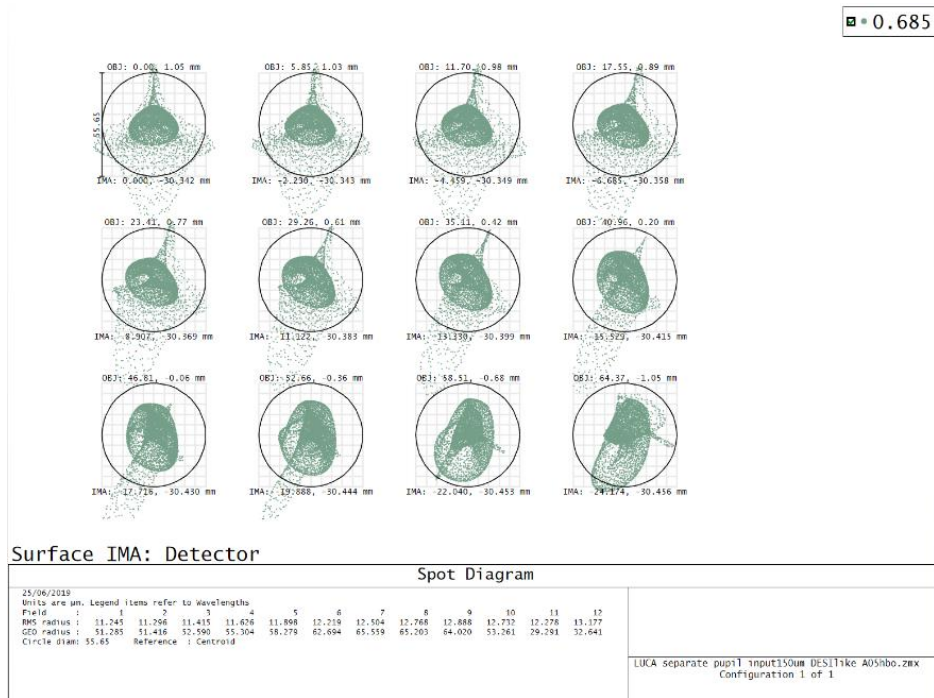 0.685
OBJ: 0.00, 1.05 mm
OBJ: 5.85, 1.03 mm
OBJ: 11.70, 0.98 mm
OBJ: 17.55, 0.89 mm
55.65
IMA: 0.000, -30.342 mm
IMA: -2.230, -30.343 mm
IMA: -4.459, -30.349 mm
IMA: -6.685, -30.358 mm
OBJ: 23.41, 0.77 mm
OBJ: 29.26, 0.61 mm
OBJ: 35.11, 0.42 mm
OBJ: 40.96, 0.20 mm
IMA: -8.907, -30.369 mm
IMA: -11.122, -30.383 mm
IMA: -13.330, -30.399 mm
IMA: -15.529, -30.415 mm
OBJ: 46.81, -0.06 mm
OBJ: 52.66, -0.36 mm
OBJ: 58.51, -0.68 mm
OBJ: 64.37, -1.05 mm
IMA: -17.716, -30.430 mm
IMA: -19.888, -30.444 mm
IMA: -22.040, -30.453 mm
IMA: -24.174, -30.456 mm
Surface IMA: Detector
Spot Diagram
25/06/2019
Units are µm. Legend items refer to Wavelengths
Field : 1 2 3 4 5 6 7 8 9 10 11 12
RMS radius : 11.245 11.296 11.415 11.626 11.898 12.219 12.504 12.768 12.888 12.732 12.278 13.177
GEO radius : 51.285 51.416 52.590 55.304 58.279 62.694 65.559 65.203 64.020 53.261 29.291 32.641
Circle diam: 55.65 Reference : Centroid
LUCA separate pupil input150um DESIlike A05hbo.zmx
Configuration 1 of 1